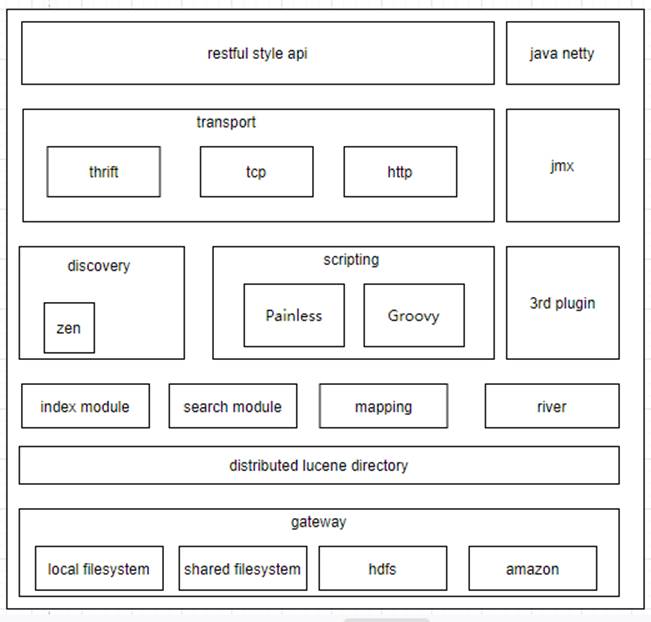 restful style api
java netty
transport
thrift
tcp
http
jmx
discovery
zen
scripting
Painless
Groovy
3rd plugin
index module
search module
mapping
river
distributed lucene directory
gateway
local filesystem
shared filesystem
hdfs
amazon